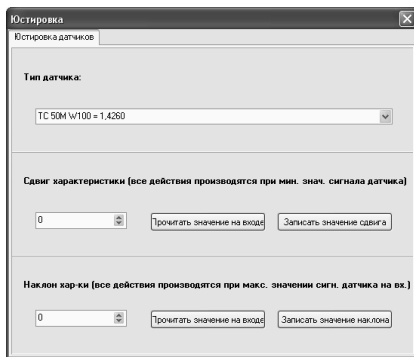 Юстировка
Юстировка датчиков
Тип датчика:
ТС 50М W100 = 1,4260
Сдвиг характеристики (все действия производятся при мин. знач. сигнала датчика)
0 Прочитать значение на входе Записать значение сдвига
Наклон хар-ки (все действия производятся при макс. значении сигн. датчика на вх.)
0 Прочитать значение на входе Записать значение наклона